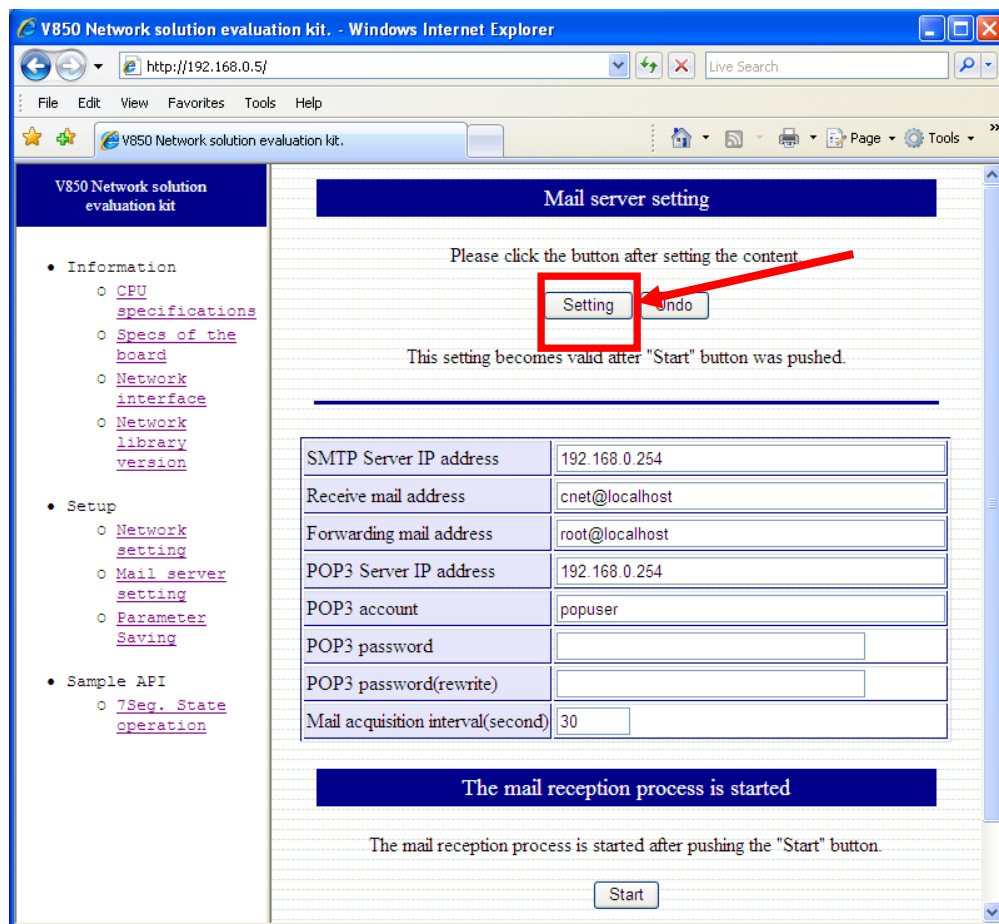 V850 Network solution evaluation kit. - Windows Internet Explorer
http://192.168.0.5/
Live Search
File Edit View Favorites Tools Help
V850 Network solution evaluation kit.
Page Tools »
V850 Network solution
evaluation kit
• Information
o CPU
specifications
o Specs of the
board
o Network
interface
o Network
library
version
• Setup
o Network
setting
o Mail server
setting
o Parameter
Saving
• Sample API
o 7Seg. State
operation
Mail server setting
Please click the button after setting the content.
Setting Undo
This setting becomes valid after "Start" button was pushed.
SMTP Server IP address 192.168.0.254
Receive mail address cnet@localhost
Forwarding mail address root@localhost
POP3 Server IP address 192.168.0.254
POP3 account popuser
POP3 password
POP3 password(rewrite)
Mail acquisition interval(second) 30
The mail reception process is started
The mail reception process is started after pushing the "Start" button.
Start